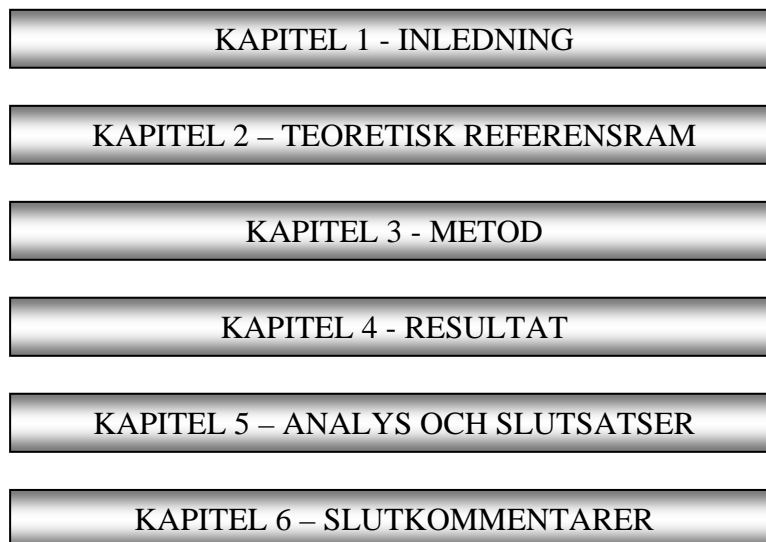 KAPITEL 1 - INLEDNING
KAPITEL 2 – TEORETISK REFERENSRAM
KAPITEL 3 - METOD
KAPITEL 4 - RESULTAT
KAPITEL 5 – ANALYS OCH SLUTSATSER
KAPITEL 6 – SLUTKOMMENTARER